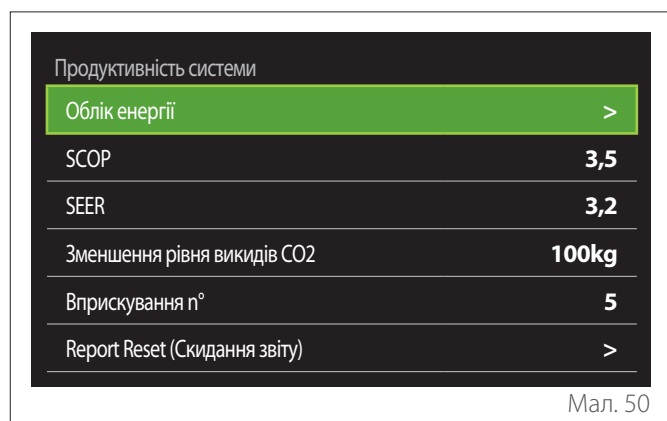 Продуктивність системи
Облік енергії >
SCOP 3,5
SEER 3,2
Зменшення рівня викидів CO2 100kg
Вприскування n° 5
Report Reset (Скидання звіту) >
Мал. 50